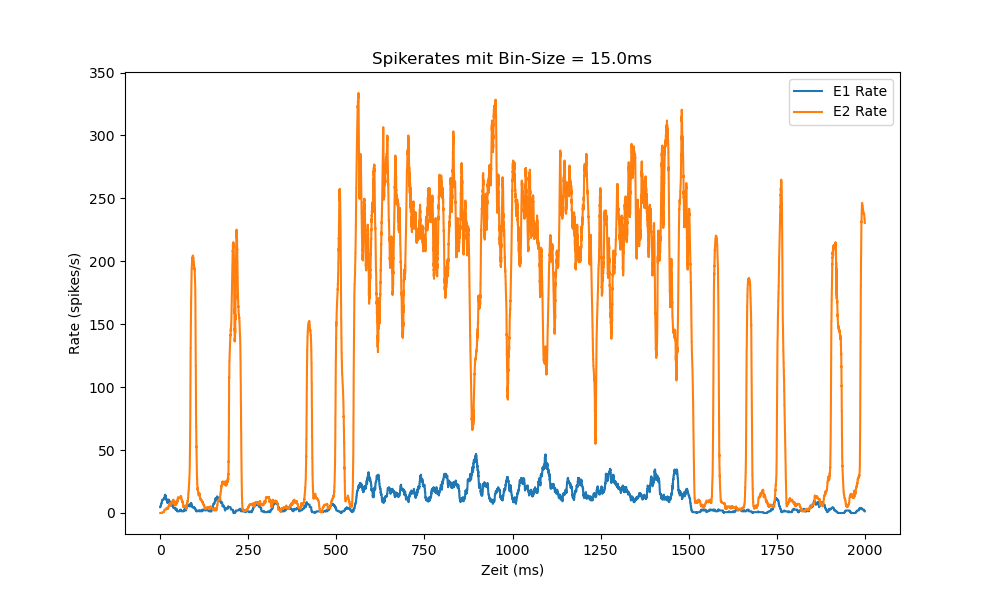 Spikerates mit Bin-Size = 15.0ms
E1 Rate
E2 Rate
Rate (spikes/s)
350
300
250
200
150
100
50
0
0 250 500 750 1000 1250 1500 1750 2000
Zeit (ms)